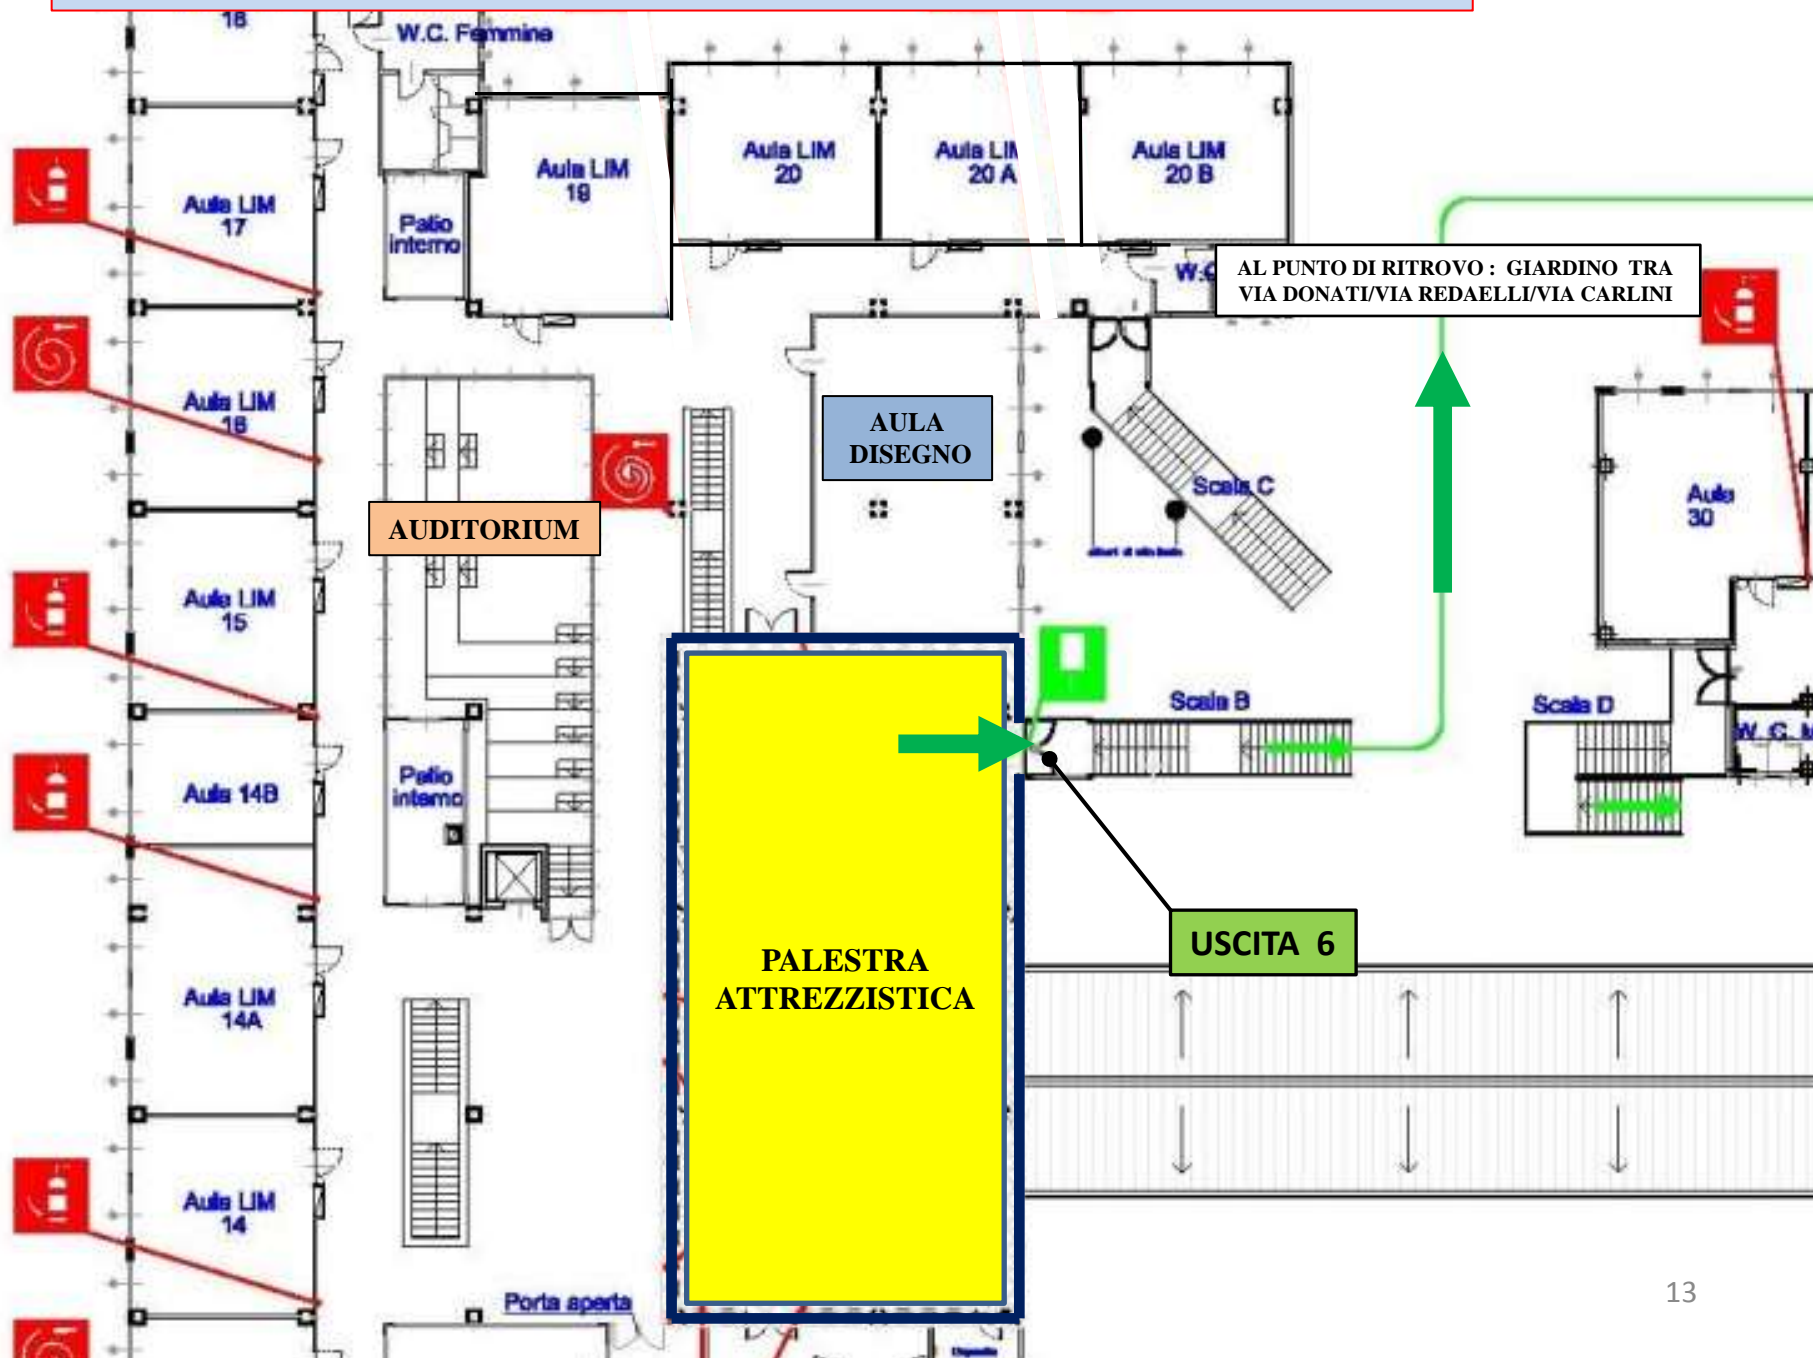 18
W.C. Femmine
Aula LIM
17
Patio
interno
Aula LIM
19
Aula LIM
20
Aula LIM
20 A
Aula LIM
20 B
W.C
AL PUNTO DI RITROVO : GIARDINO TRA
VIA DONATI/VIA REDAELLI/VIA CARLINI
Aula LIM
16
AULA
DISEGNO
Scala C
Aula
30
AUDITORIUM
Aula LIM
15
Scala B
Scala D
W. C. M
Patio
interno
Aula 14B
USCITA 6
PALESTRA
ATTREZZISTICA
Aula LIM
14A
Aula LIM
14
Porta aperta
13